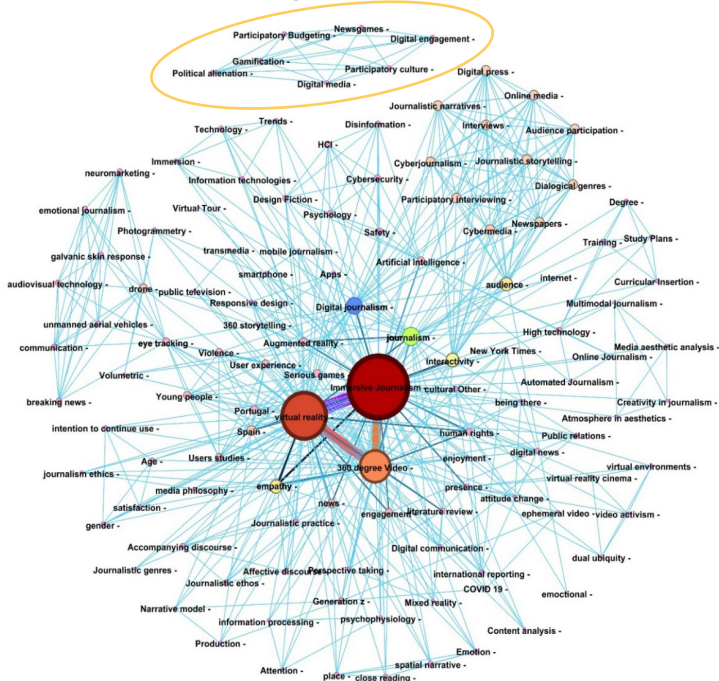 Newsgames -
Participatory Budgeting -
Digital engagement -
Gamification -
Political alienation -
Participatory culture -
Digital media -
Digital press -
Online media -
Journalistic narratives -
Trends -
Technology -
Disinformation -
Interviews -
Audience participation -
HCI -
Immersion -
Cyberjournalism -
Journalistic storytelling -
neuromarketing -
Information technologies -
Cybersecurity -
Dialogical genres -
Design Fiction -
Participatory interviewing -
Degree -
emotional journalism -
Virtual Tour -
Psychology -
Photogrammetry -
Safety -
Cybermedia -
Newspapers -
Training -
Study Plans -
galvanic skin response -
transmedia -
mobile journalism -
Artificial intelligence -
smartphone -
Apps -
internet -
Curricular Insertion -
audiovisual technology -
drone -
public television -
audience -
Responsive design -
Digital journalism -
Multimodal journalism -
unmanned aerial vehicles -
360 storytelling -
High technology -
communication -
eye tracking -
Augmented reality -
journalism -
Media aesthetic analysis -
Violence -
New York Times -
Online Journalism -
User experience -
Interactivity -
Volumetric -
Serious games -
Automated Journalism -
Immersive Journalism -
cultural Other -
Young people -
being there -
Creativity in journalism -
breaking news -
Portugal -
virtual reality -
Atmosphere in aesthetics -
intention to continue use -
Spain -
human rights -
Public relations -
digital news -
Age -
Users studies -
enjoyment -
360 degree Video -
virtual environments -
journalism ethics -
media philosophy -
empathy -
presence -
virtual reality cinema -
attitude change -
satisfaction -
news -
engagement
literature review -
ephemeral video -
video activism -
gender -
Journalistic practice -
Accompanying discourse -
Digital communication -
dual ubiquity -
Journalistic genres -
Affective discourse
Perspective taking -
international reporting -
Journalistic ethos -
COVID 19 -
emoctional -
Narrative model -
Generation z -
Mixed reality -
information processing -
psychophysiology -
Content analysis -
Production -
Emotion -
Attention -
spatial narrative -
place -
close reading -